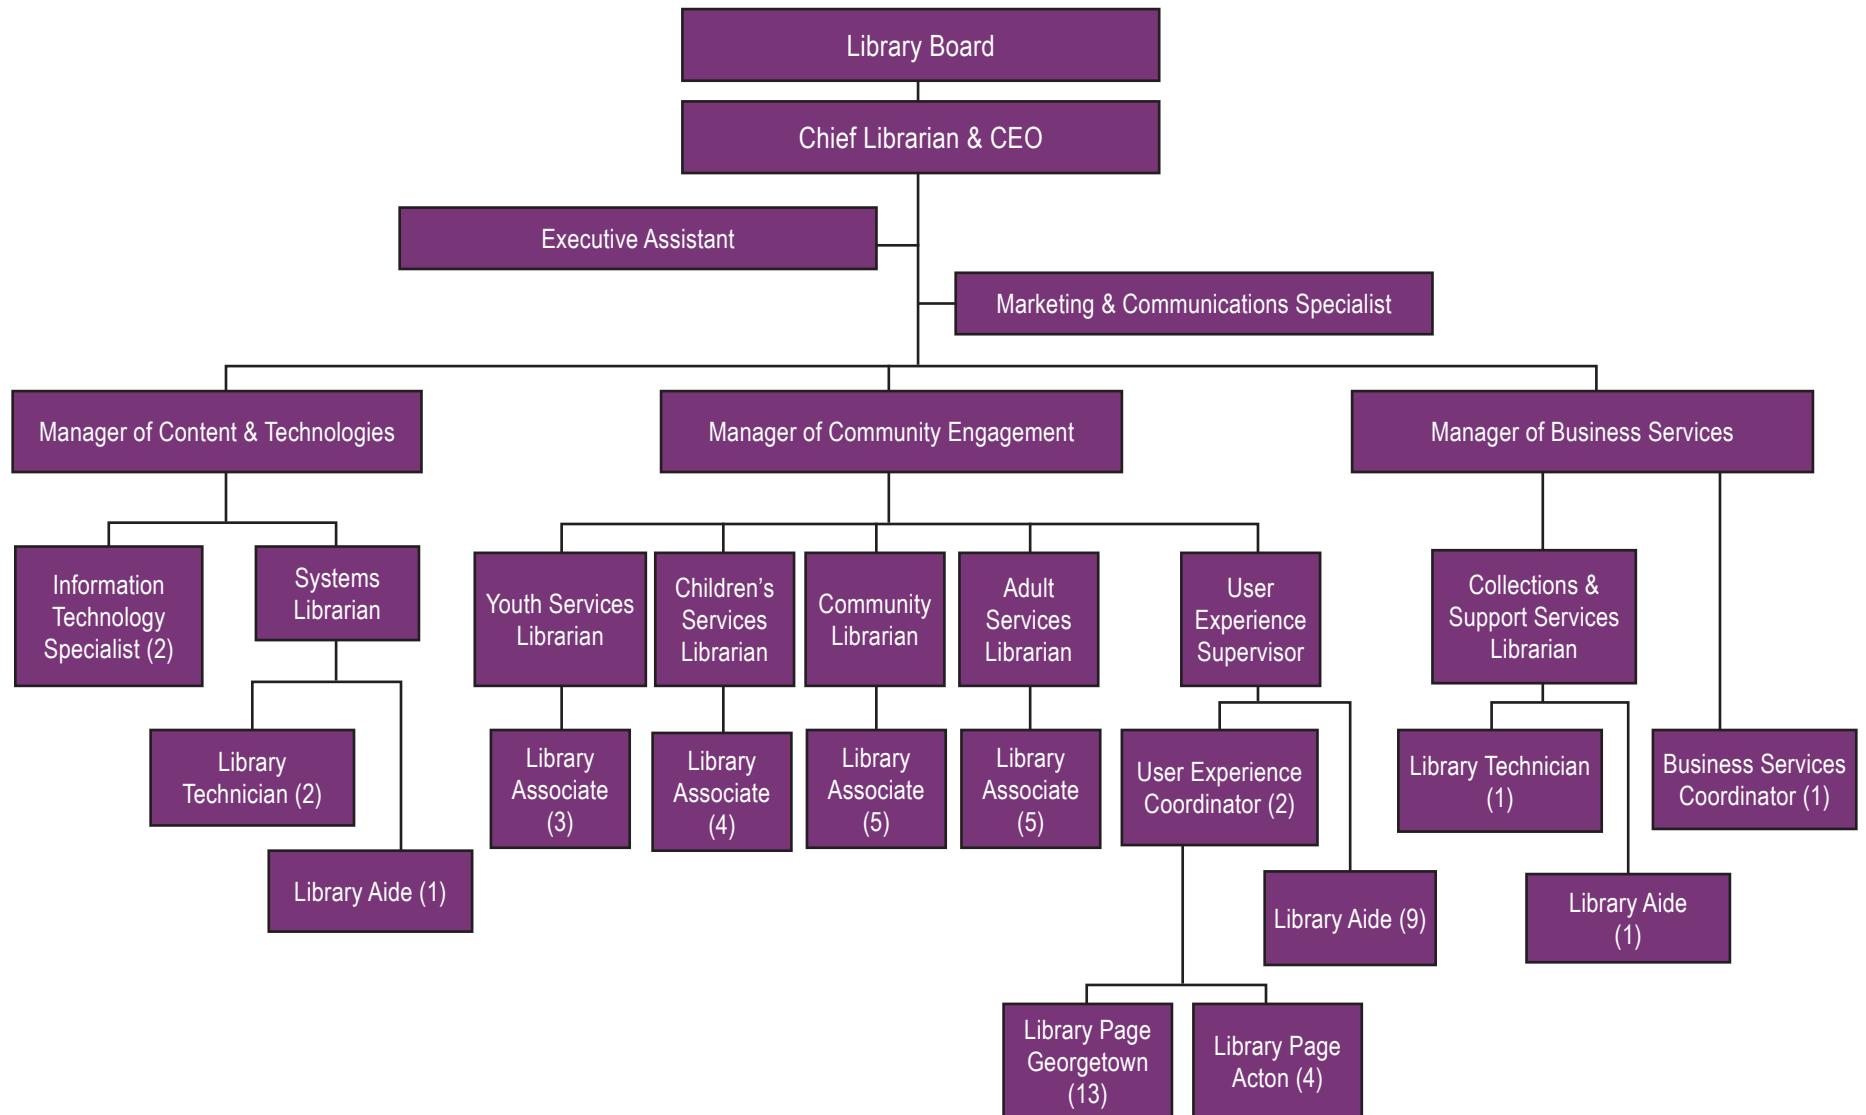 Library Board
Chief Librarian & CEO
Executive Assistant
Marketing & Communications Specialist
Manager of Content & Technologies
Manager of Community Engagement
Manager of Business Services
Information
Technology
Specialist (2)
Systems
Librarian
Youth Services
Librarian
Children’s
Services
Librarian
Community
Librarian
Adult
Services
Librarian
User
Experience
Supervisor
Collections &
Support Services
Librarian
Library
Technician (2)
Library Aide (1)
Library
Associate
(3)
Library
Associate
(4)
Library
Associate
(5)
Library
Associate
(5)
User Experience
Coordinator (2)
Library Aide (9)
Library Technician
(1)
Library Aide
(1)
Business Services
Coordinator (1)
Library Page
Georgetown
(13)
Library Page
Acton (4)